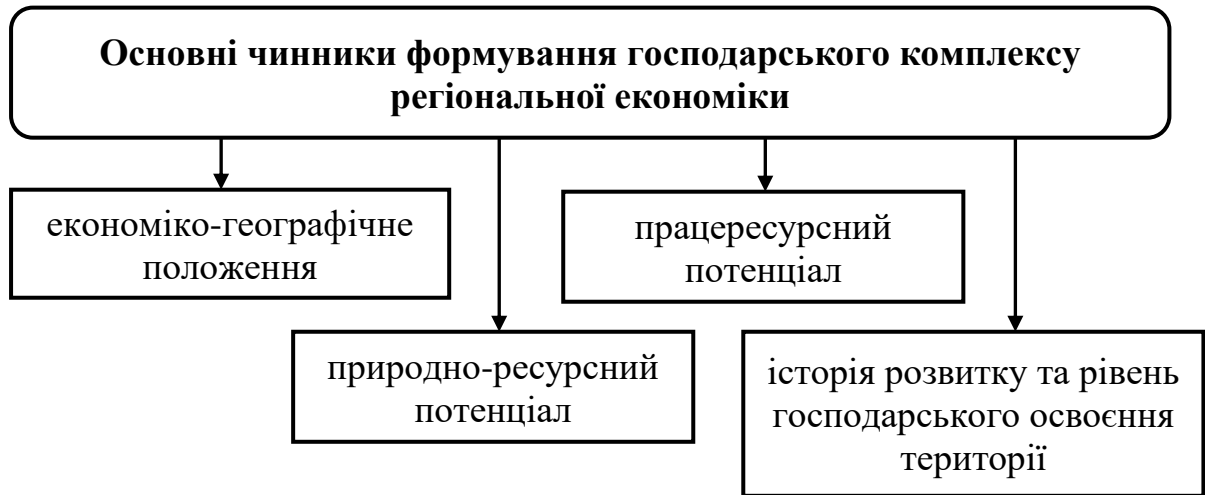 Основні чинники формування господарського комплексу
регіональної економіки
економіко-географічне
положення
працересурсний
потенціал
природно-ресурсний
потенціал
історія розвитку та рівень
господарського освоєння
території